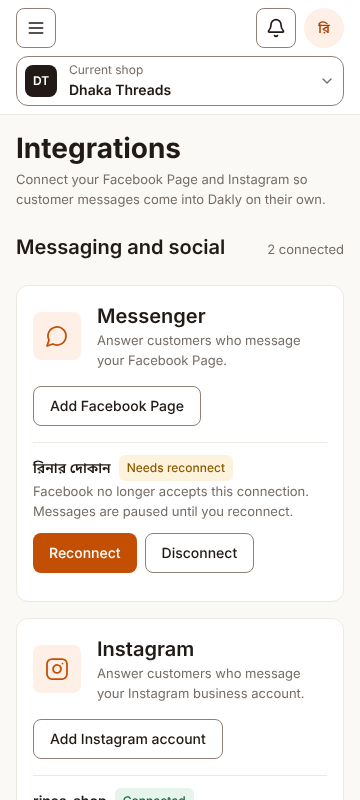 রি
DT
Current shop
Dhaka Threads
Integrations
Connect your Facebook Page and Instagram so
customer messages come into Dakly on their own.
Messaging and social
2 connected
Messenger
Answer customers who message
your Facebook Page.
Add Facebook Page
রিনার দোকান
Needs reconnect
Facebook no longer accepts this connection.
Messages are paused until you reconnect.
Reconnect
Disconnect
Instagram
Answer customers who message
your Instagram business account.
Add Instagram account
Connected